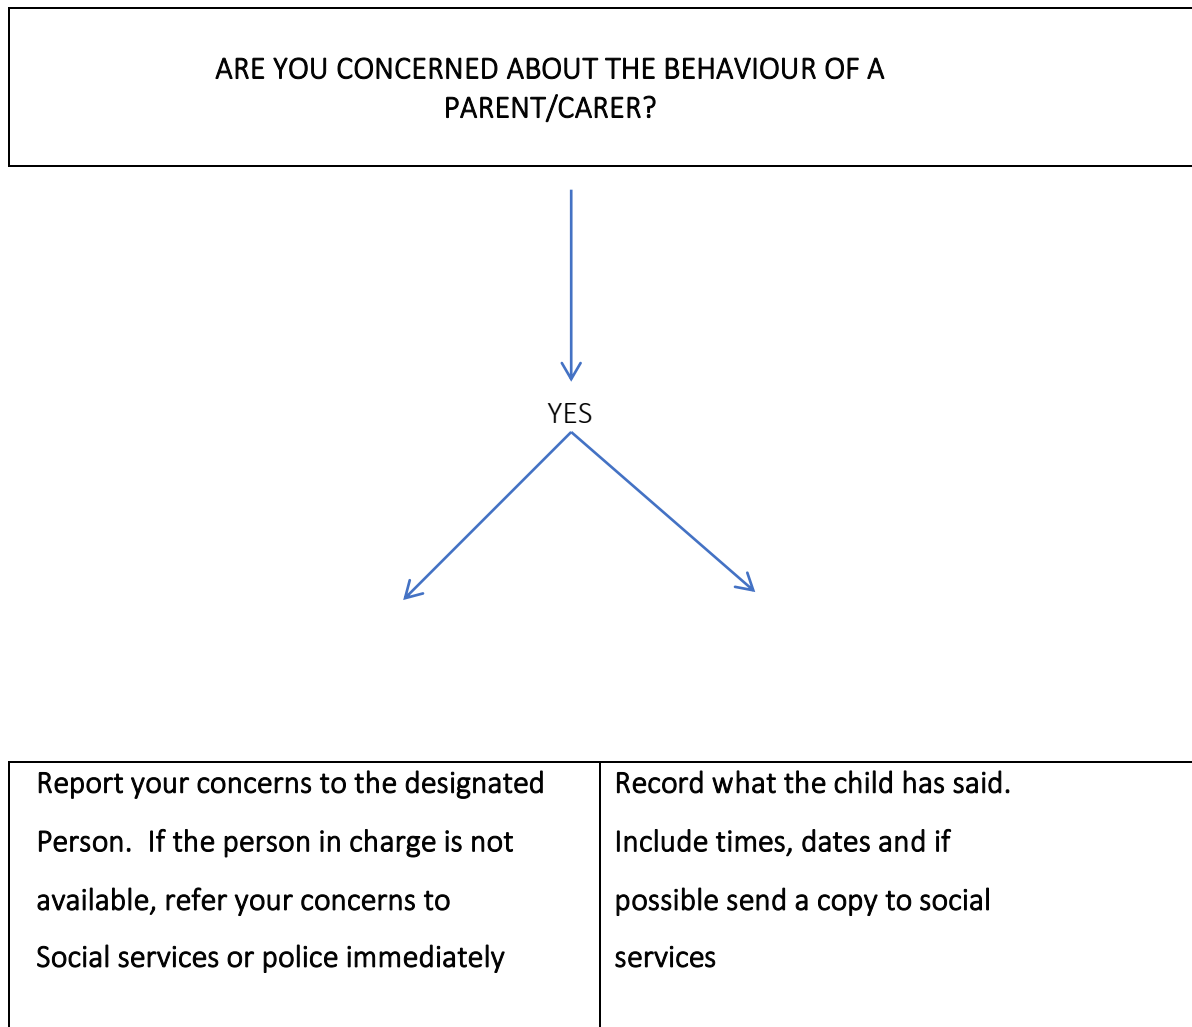 ARE YOU CONCERNED ABOUT THE BEHAVIOUR OF A
PARENT/CARER?
YES
Report your concerns to the designated
Person.  If the person in charge is not
available, refer your concerns to
Social services or police immediately
Record what the child has said.
Include times, dates and if
possible send a copy to social
services